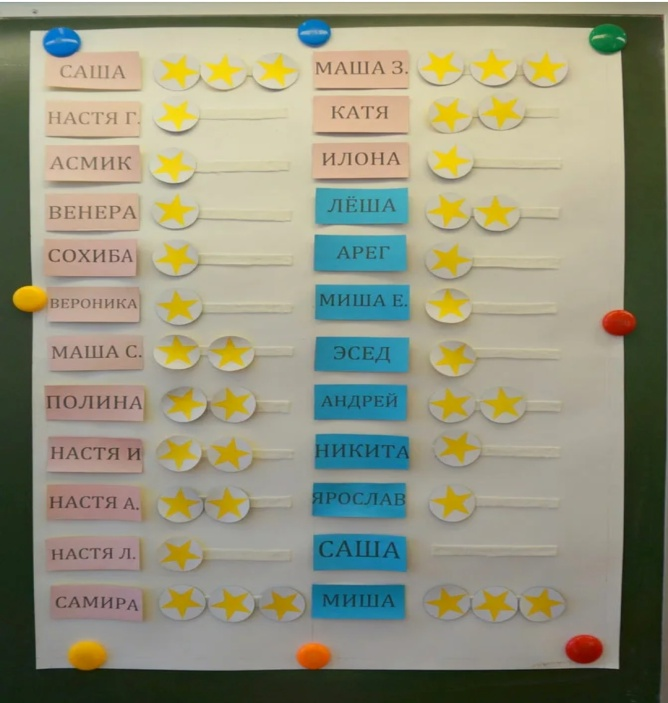 САША
НАСТЯ Г.
АСМИК
ВЕНЕРА
СОХИБА
ВЕРОНИКА
МАША С.
ПОЛИНА
НАСТЯ И
НАСТЯ А.
НАСТЯ Л.
САМИРА
МАША З.
КАТЯ
ИЛОНА
ЛЁША
АРЕГ
МИША Е.
ЭСЕД
АНДРЕЙ
НИКИТА
ЯРОСЛАВ
САША
МИША